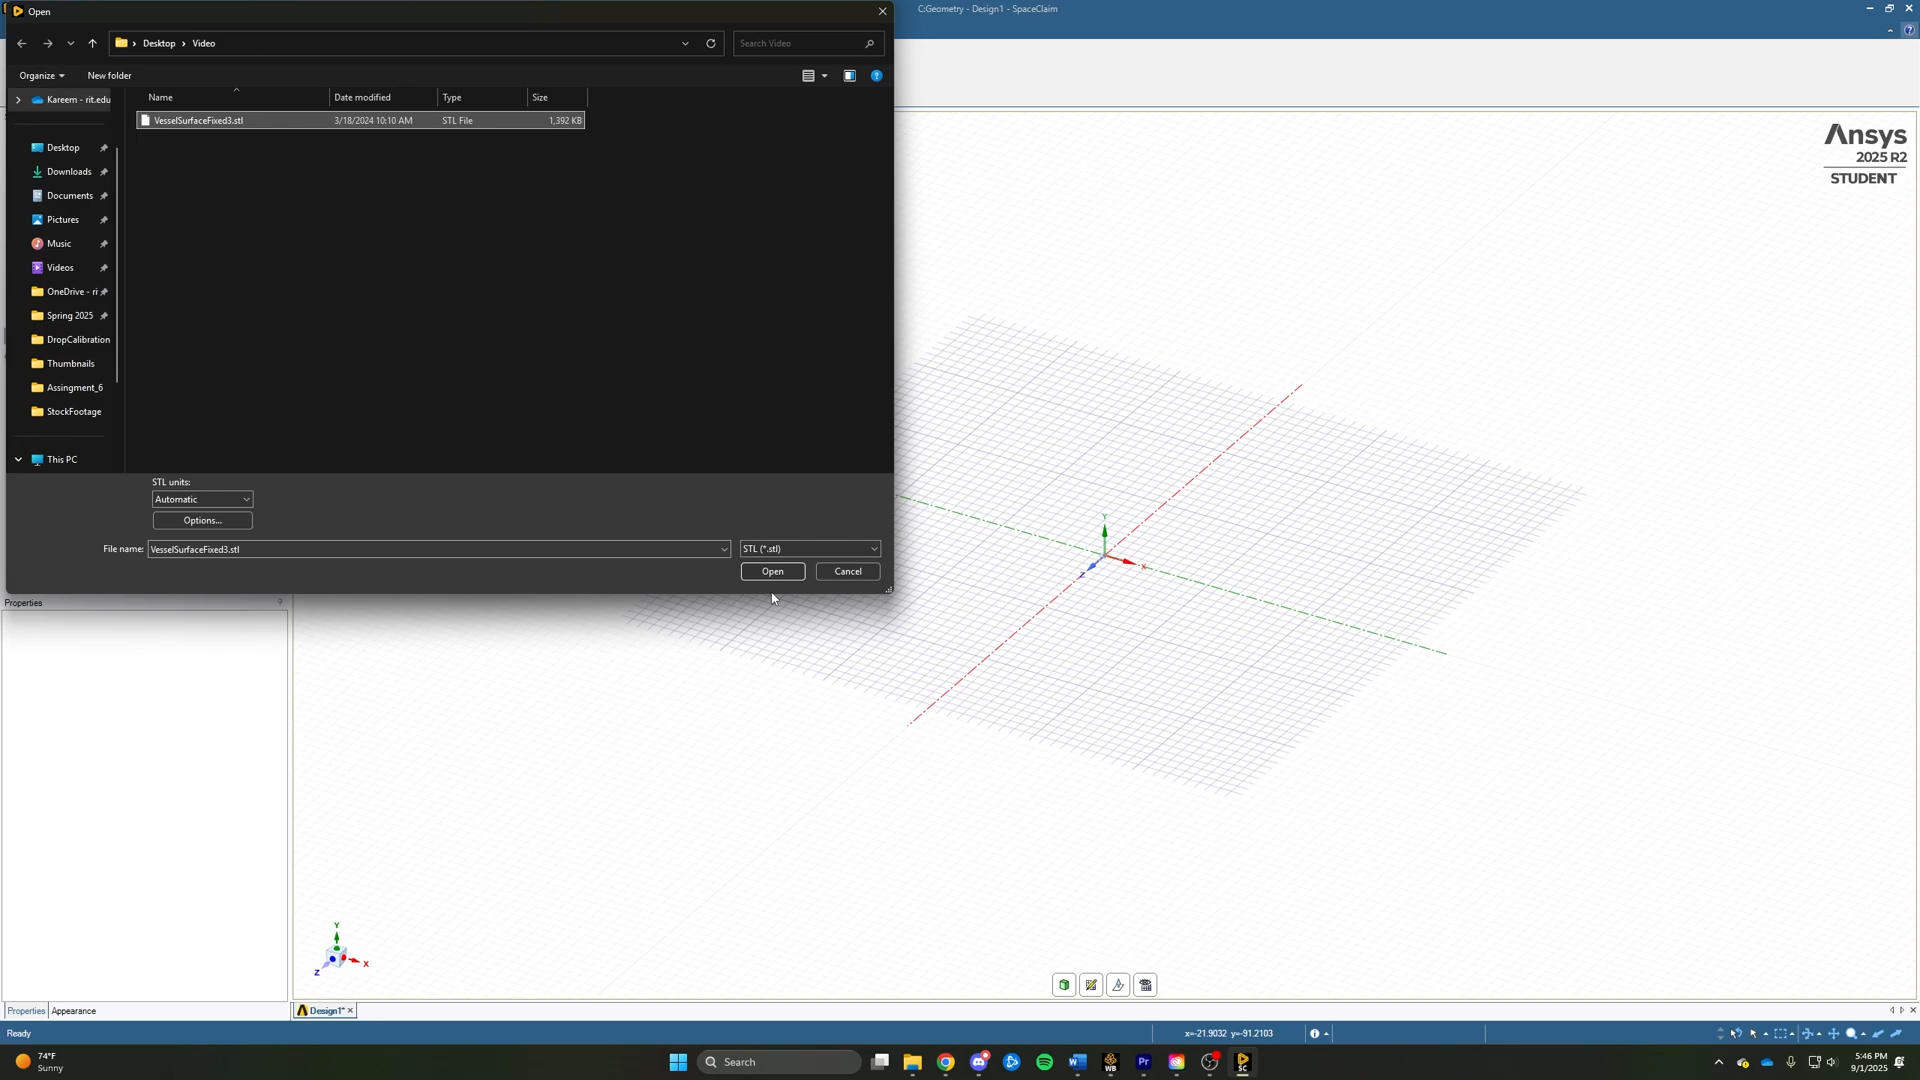 Open
C:Geometry - Design1 - SpaceClaim
Desktop
Video
Search Video
Organize
New folder
Kareem - rit.edu
Name
Date modified
Type
Size
VesselSurfaceFixed3.stl
3/18/2024 10:10 AM
STL File
1,392 KB
Desktop
Downloads
Documents
Pictures
Music
Videos
OneDrive - ri
Spring 2025
DropCalibration
Thumbnails
Assingment_6
StockFootage
This PC
STL units:
Automatic
Options...
File name:
VesselSurfaceFixed3.stl
STL (*.stl)
Open
Cancel
Ansys
2025 R2
STUDENT
Y
X
Z
Properties
Y
X
Z
Properties
Appearance
Design1*
Ready
x=-21.9032 y=-91.2103
74°F
Sunny
Search
WB
Pr
SC
5:46 PM
9/1/2025